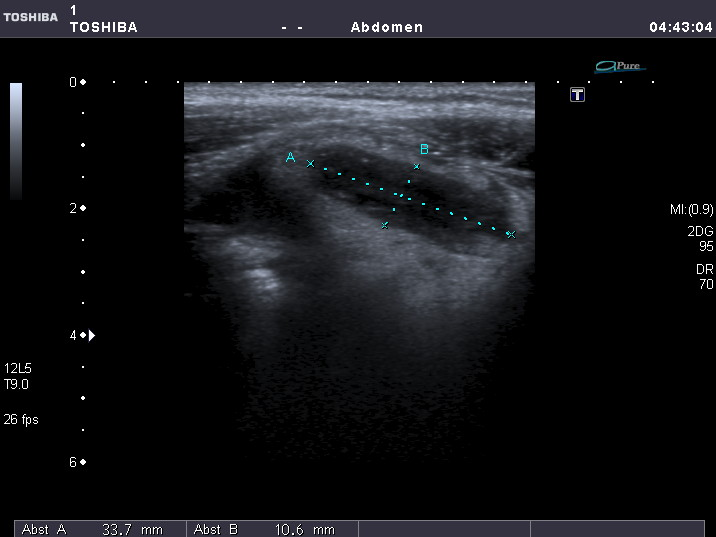 TOSHIBA
1
TOSHIBA - - Abdomen 04:43:04
Pure
T
0
A
B
2
4
6
MI:(0.9)
2DG
95
DR
70
12L5
T9.0
26 fps
Abst A 33.7 mm Abst B 10.6 mm